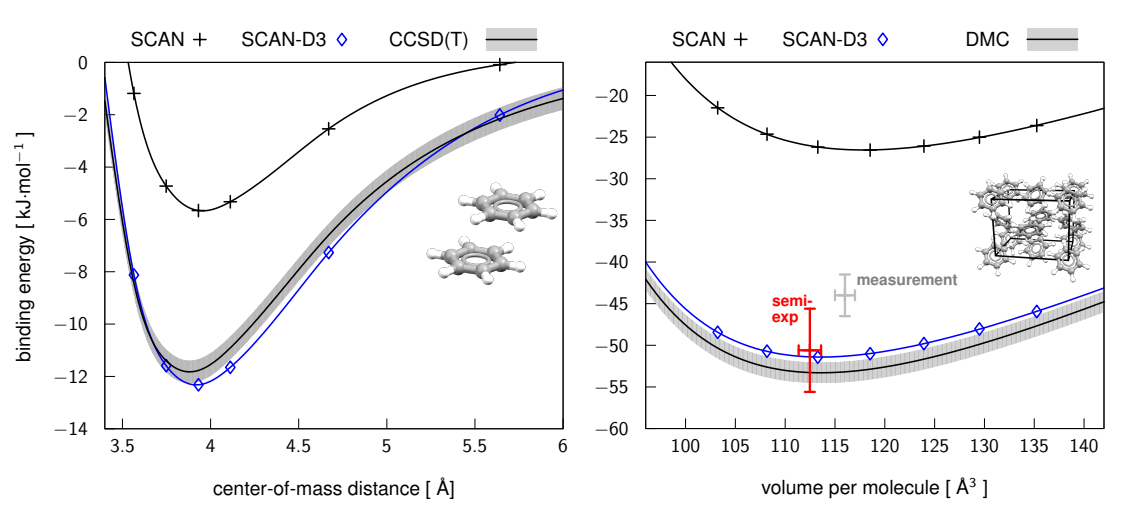 SCAN SCAN-D3 CCSD(T)
binding energy [ kJ·mol⁻¹ ]
0
−2
−4
−6
−8
−10
−12
−14
3.5 4 4.5 5 5.5 6
center-of-mass distance [ Å]
SCAN SCAN-D3 DMC
−20
−25
−30
−35
−40
−45
−50
−55
−60
measurement
semi-
exp
100 105 110 115 120 125 130 135 140
volume per molecule [ Å³ ]